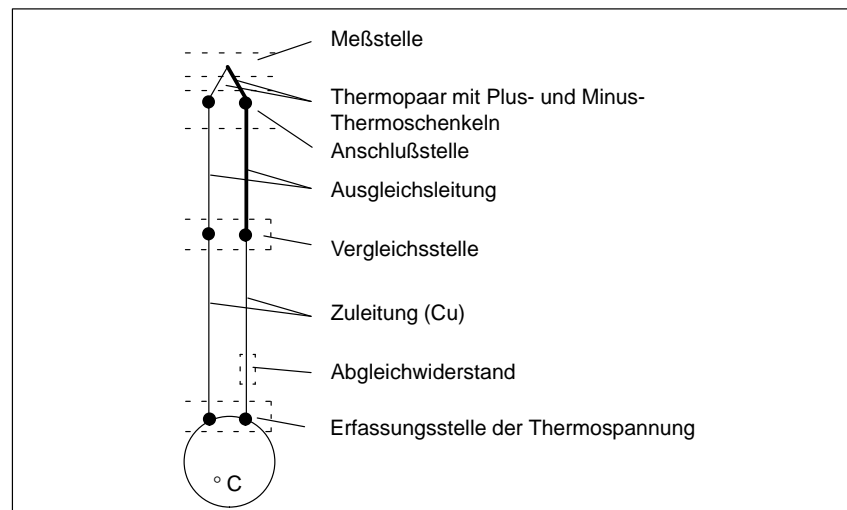 Meßstelle
Thermopaar mit Plus- und Minus-
Thermoschenkeln
Anschlußstelle
Ausgleichsleitung
Vergleichsstelle
Zuleitung (Cu)
Abgleichwiderstand
Erfassungsstelle der Thermospannung
° C